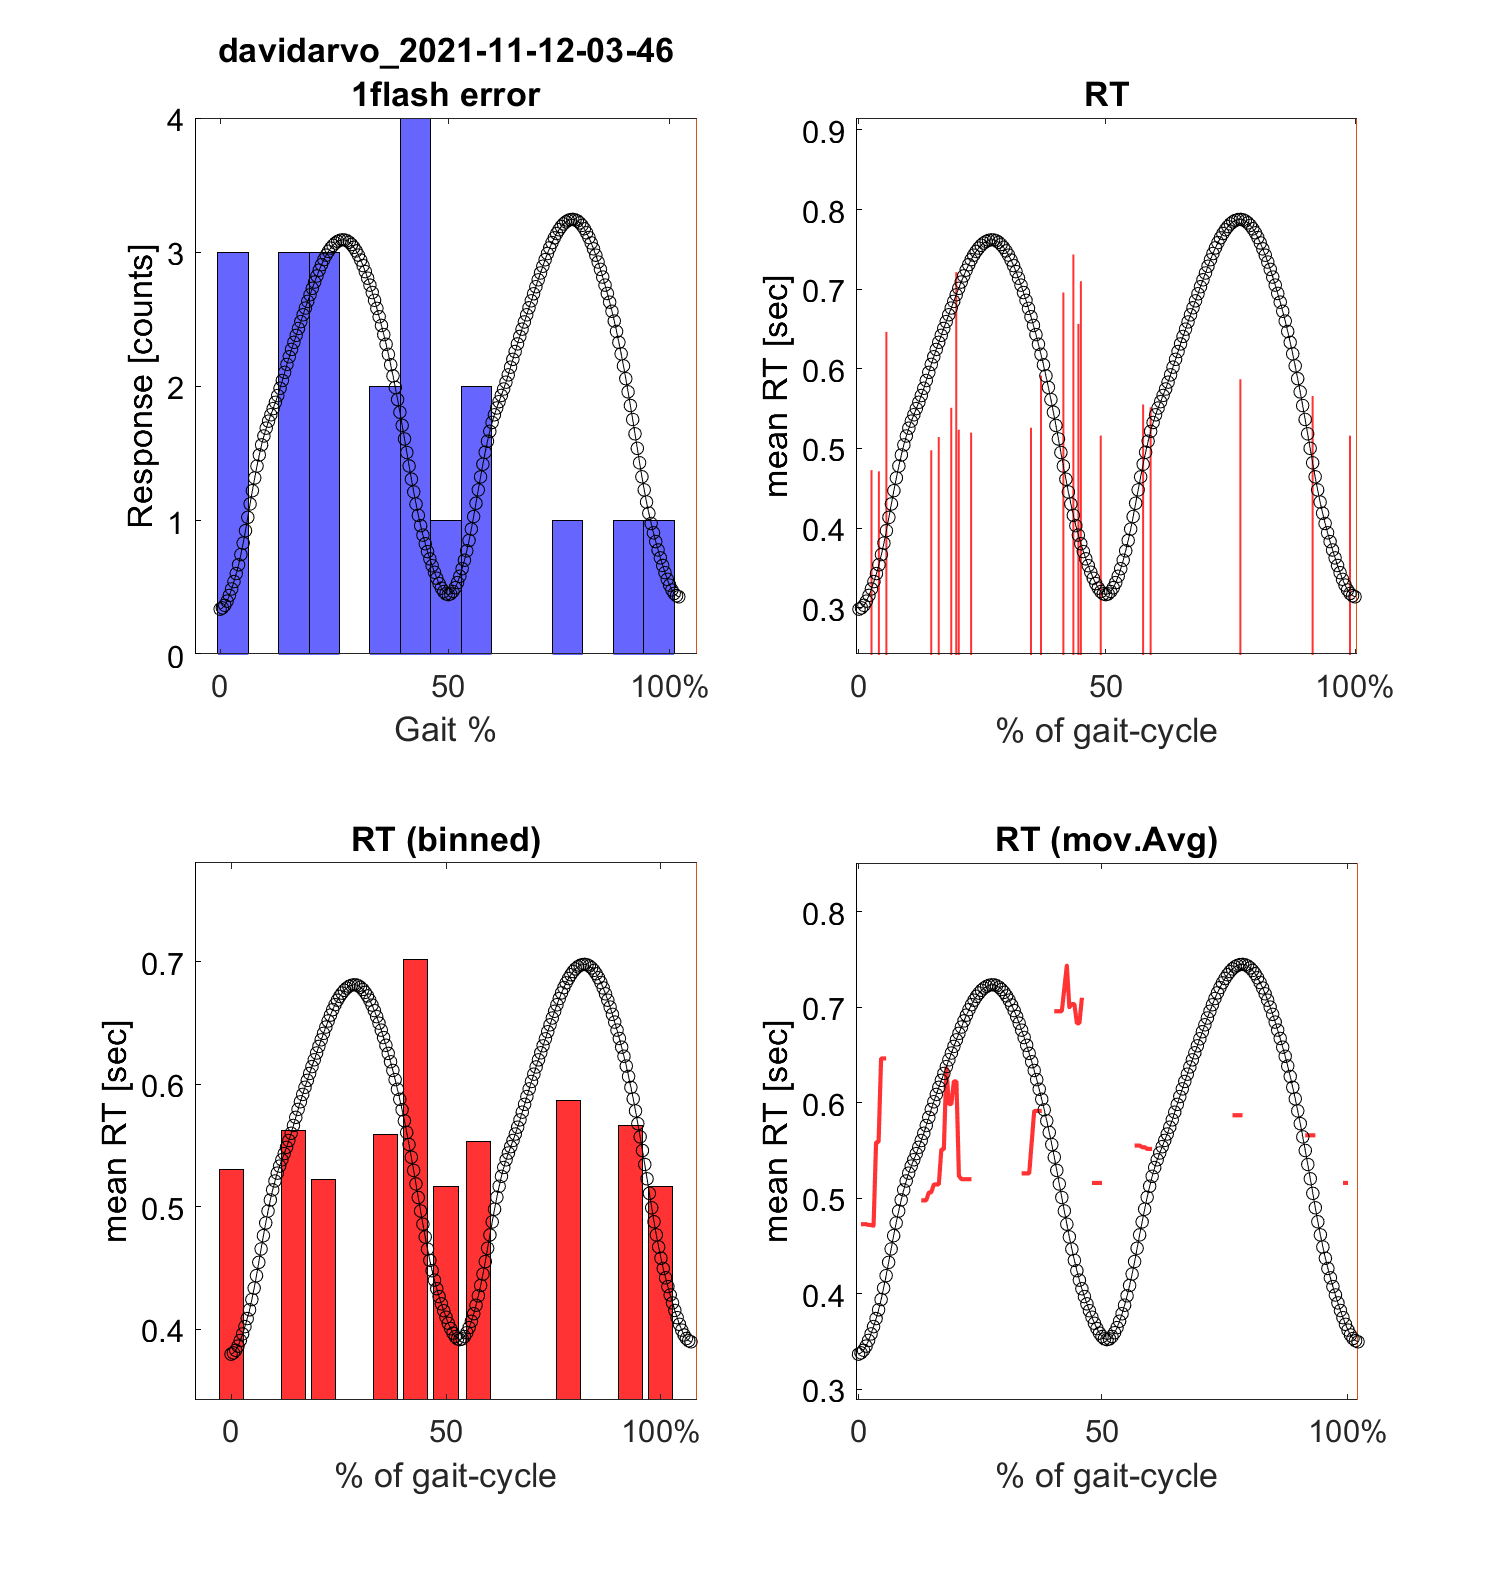 davidarvo_2021-11-12-03-46
1flash error
4
3
2
1
0
Response [counts]
0 50 100%
Gait %
RT
0.9
0.8
0.7
0.6
0.5
0.4
0.3
mean RT [sec]
0 50 100%
% of gait-cycle
RT (binned)
0.7
0.6
0.5
0.4
mean RT [sec]
0 50 100%
% of gait-cycle
RT (mov.Avg)
0.8
0.7
0.6
0.5
0.4
0.3
mean RT [sec]
0 50 100%
% of gait-cycle